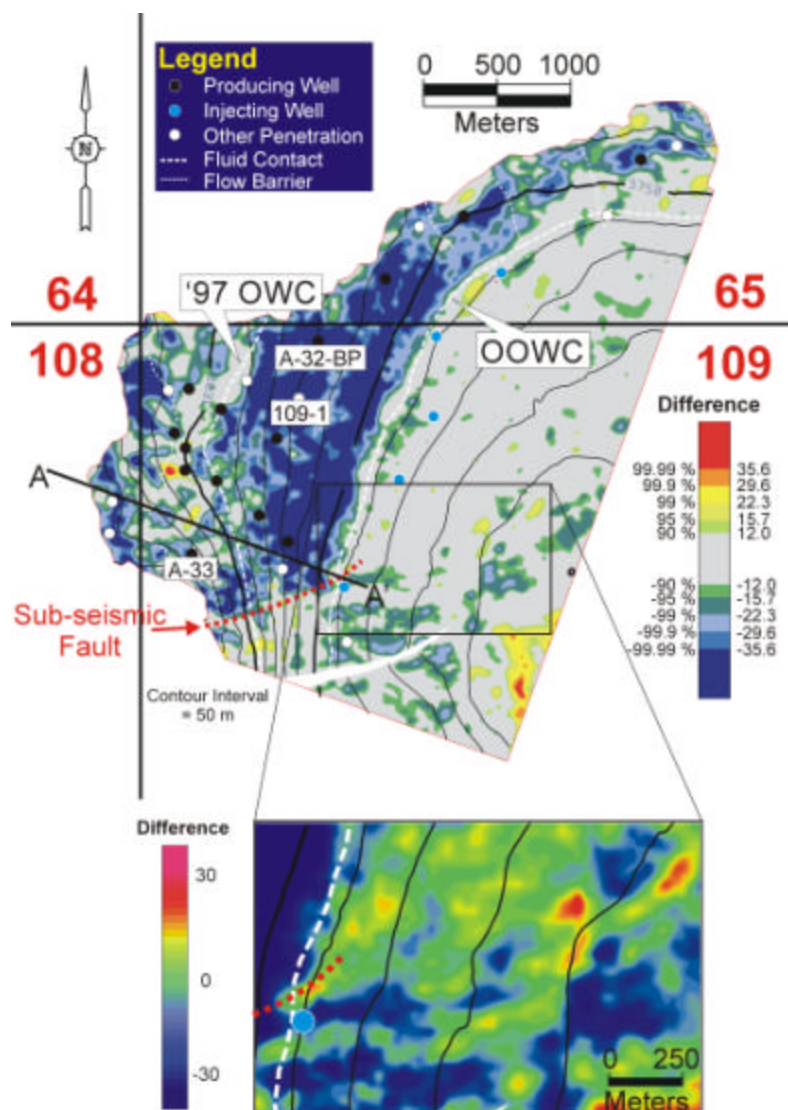 Legend
Producing Well
Injecting Well
Other Penetration
Fluid Contact
Flow Barrier
0 500 1000
Meters
N
3750
64
'97 OWC
65
OOWC
108
A-32-BP
109
109-1
A
A-33
A
Sub-seismic
Fault
Contour Interval
= 50 m
Difference
99.99 % 35.6
99.9 % 29.6
99 % 22.3
95 % 15.7
90 % 12.0
-90 % -12.0
-95 % -15.7
-99 % -22.3
-99.9 % -29.6
-99.99 % -35.6
Difference
30
0
-30
0 250
Meters